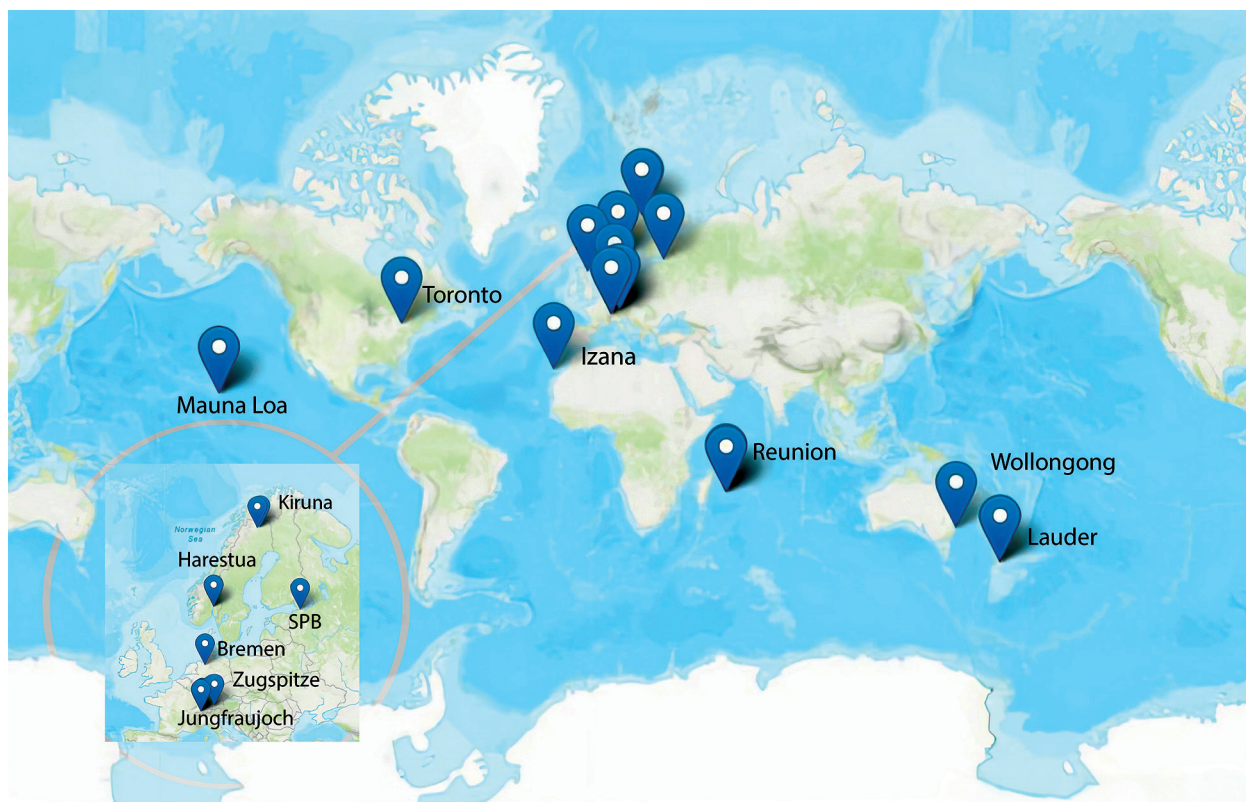 Toronto
Izana
Mauna Loa
Reunion
Wollongong
Lauder
Kiruna
Norwegian
Sea
Harestua
SPB
Bremen
Zugspitze
Jungfraujoch